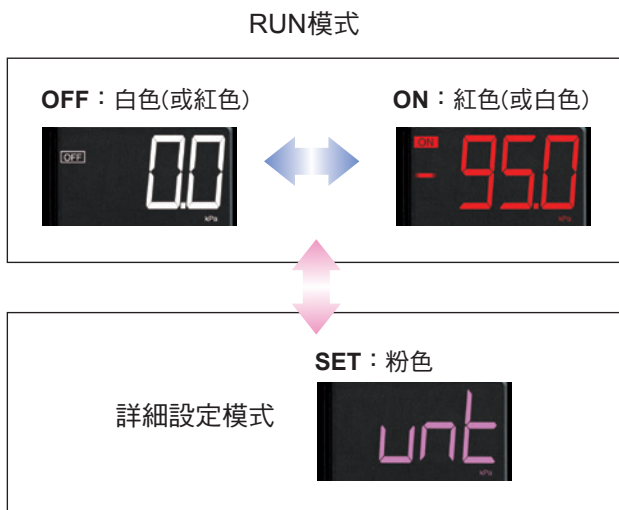 RUN模式
OFF：白色(或紅色)
ON：紅色(或白色)
OFF
0.0
kPa
ON
-95.0
kPa
SET：粉色
詳細設定模式
unt
kPa